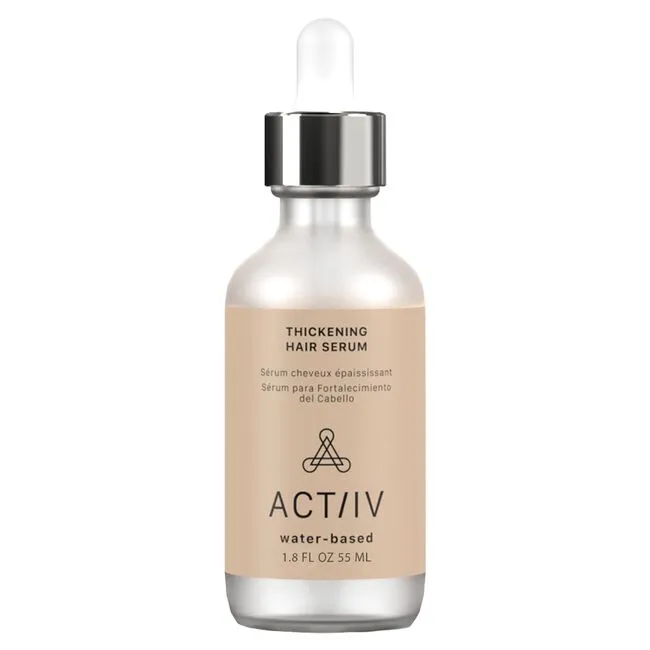 THICKENING
HAIR SERUM
Sérum cheveux épaississant
Sérum para Fortalecimiento
del Cabello
ACT/IV
water-based
1.8 FL OZ 55 ML